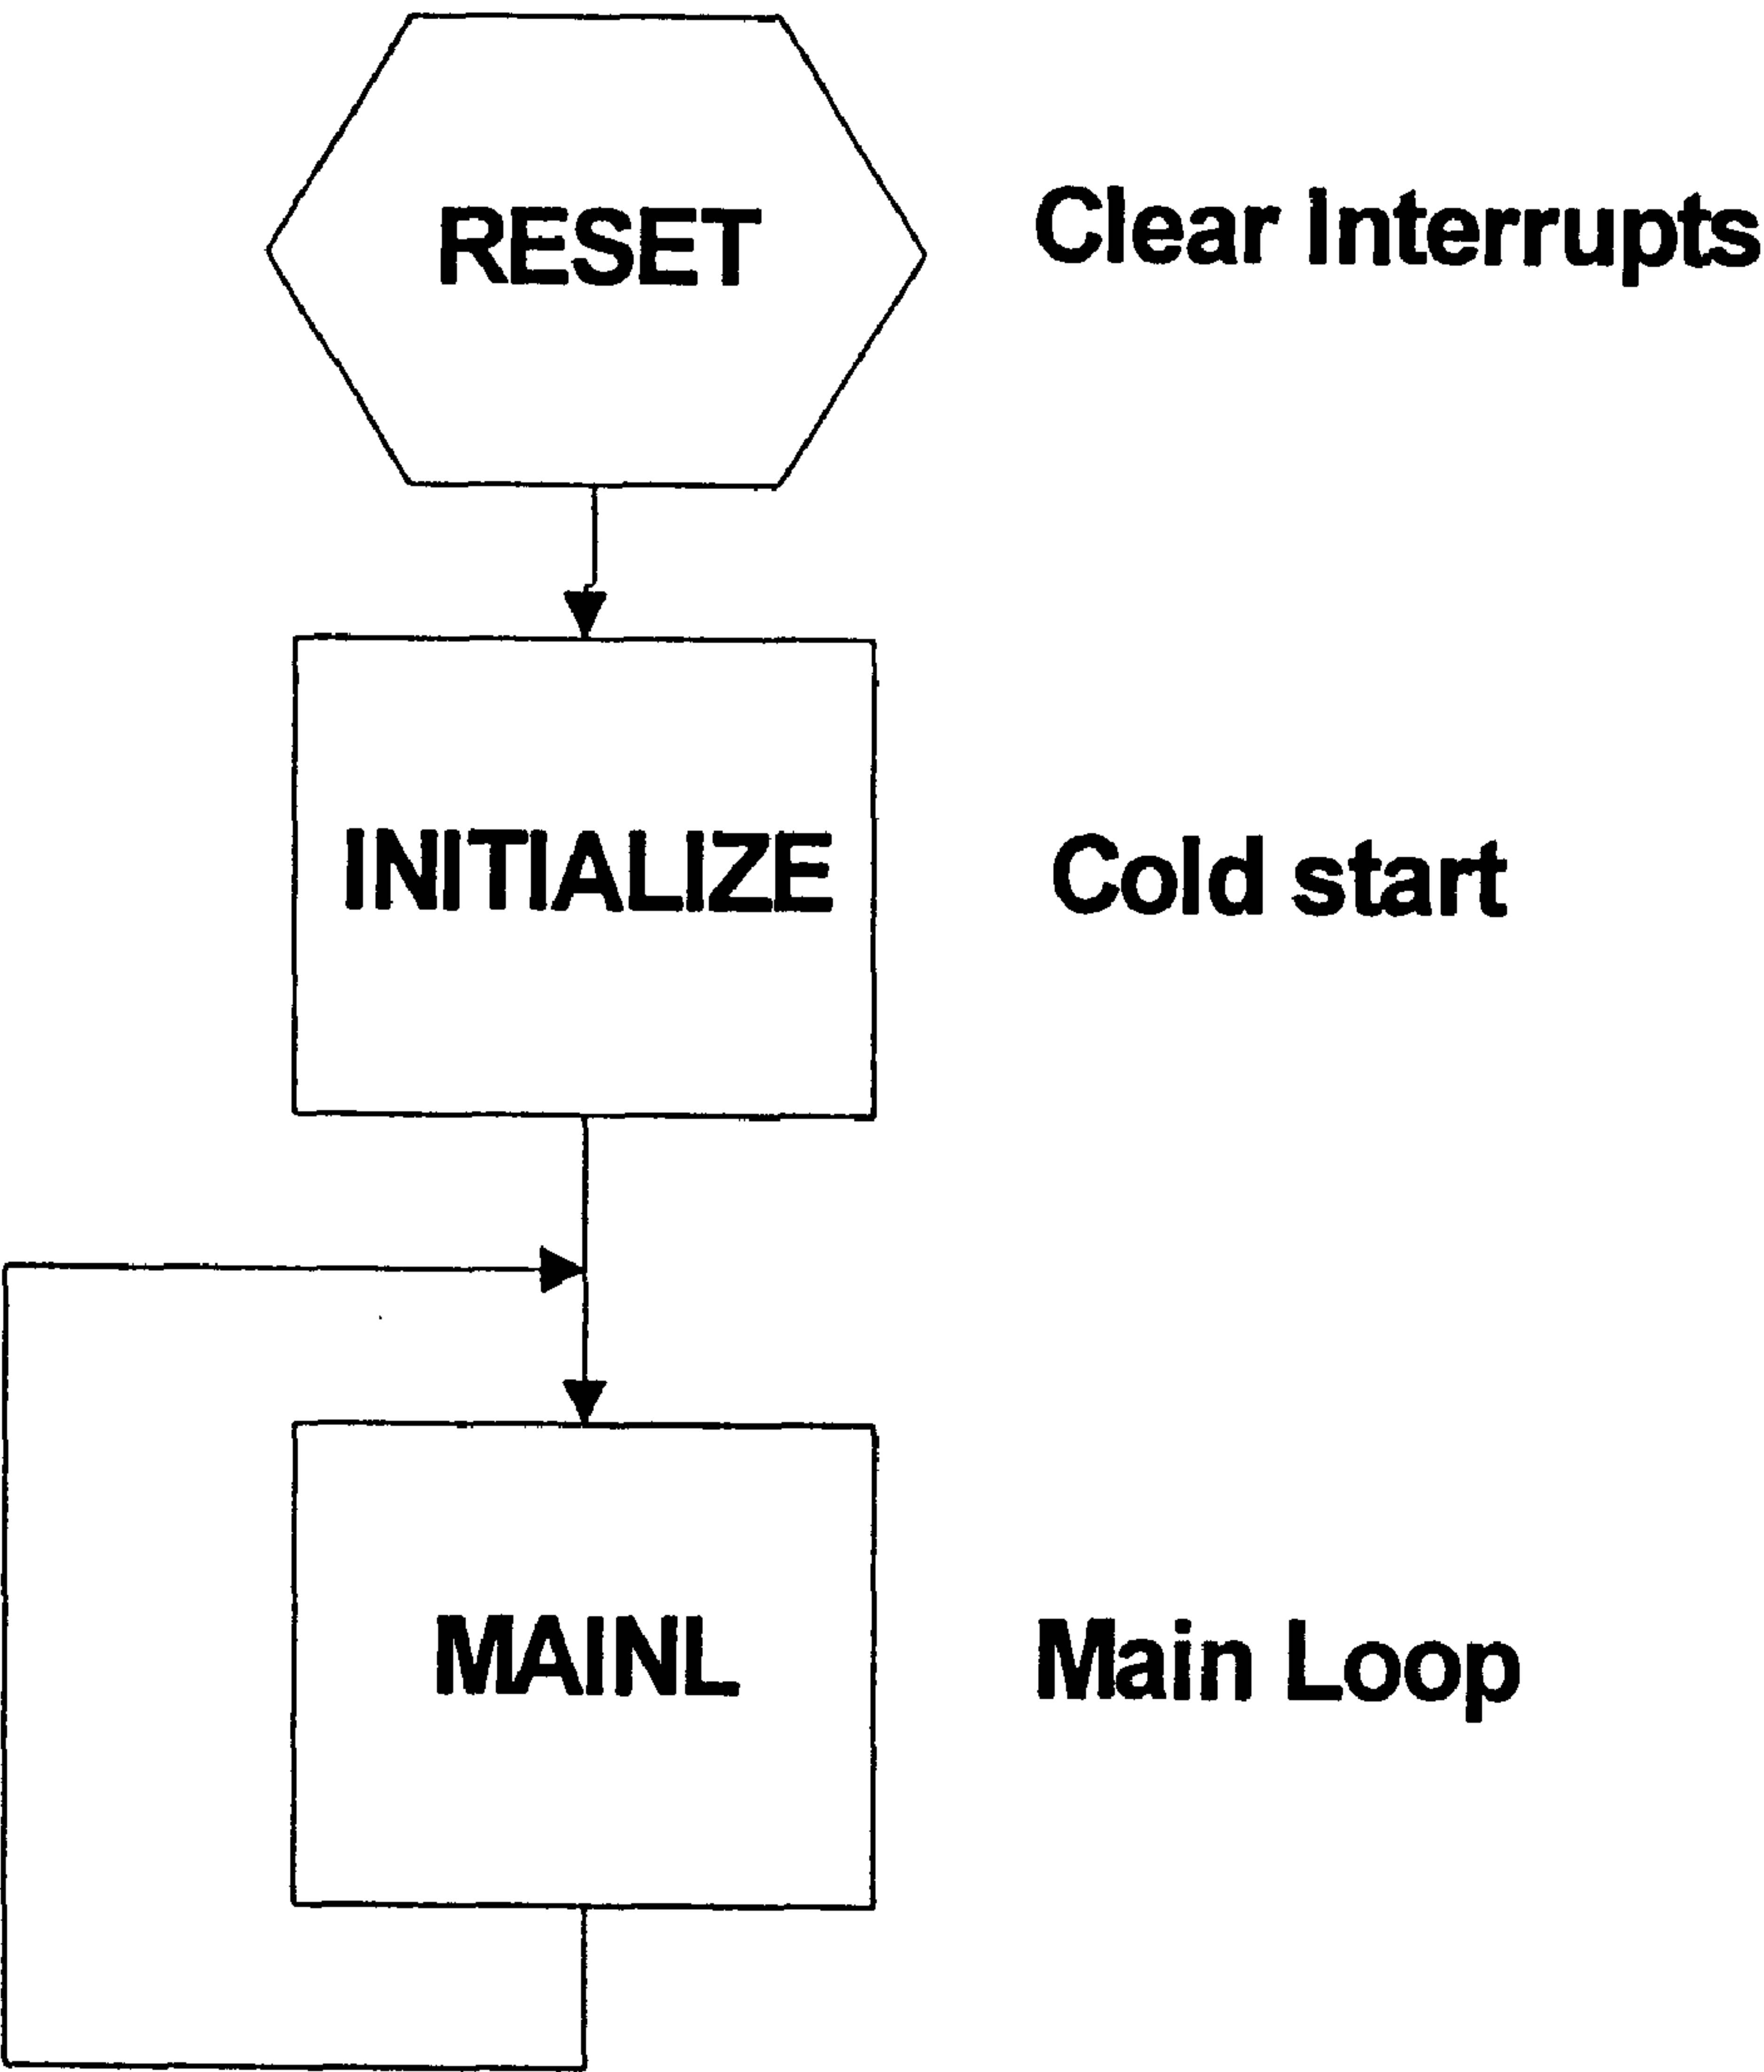 RESET
Clear Interrupts
INITIALIZE
Cold start
MAINL
Main Loop